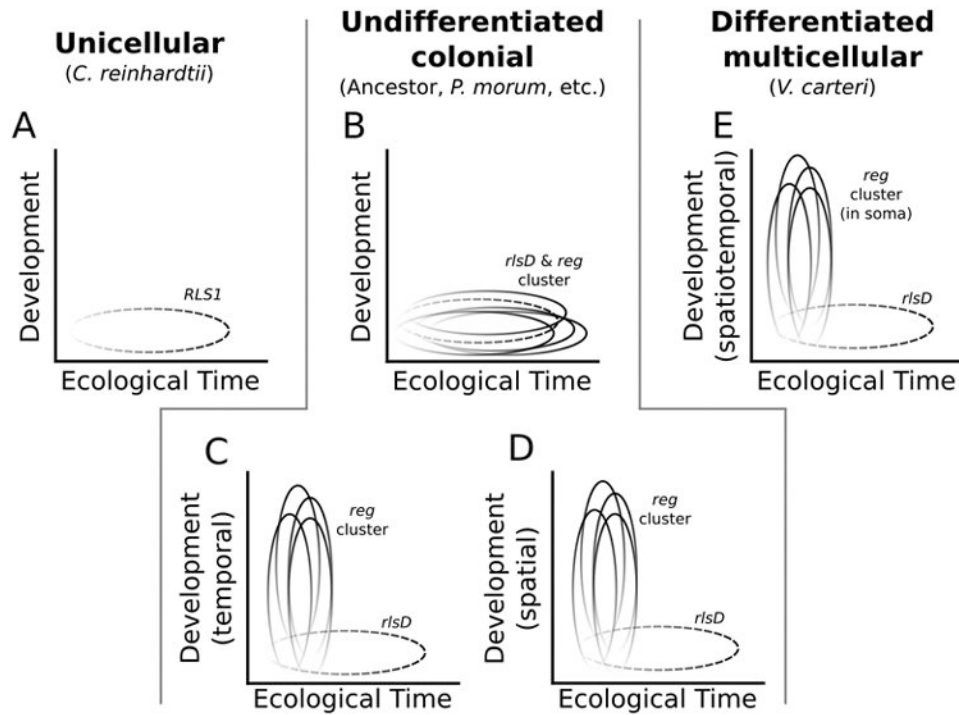 Unicellular
(C. reinhardtii)
Undifferentiated
colonial
(Ancestor, P. morum, etc.)
Differentiated
multicellular
(V. carteri)
A
Development
RLS1
Ecological Time
B
Development
rlsD & reg
cluster
Ecological Time
E
Development
(spatiotemporal)
reg
cluster
(in soma)
rlsD
Ecological Time
C
Development
(temporal)
reg
cluster
rlsD
Ecological Time
D
Development
(spatial)
reg
cluster
rlsD
Ecological Time